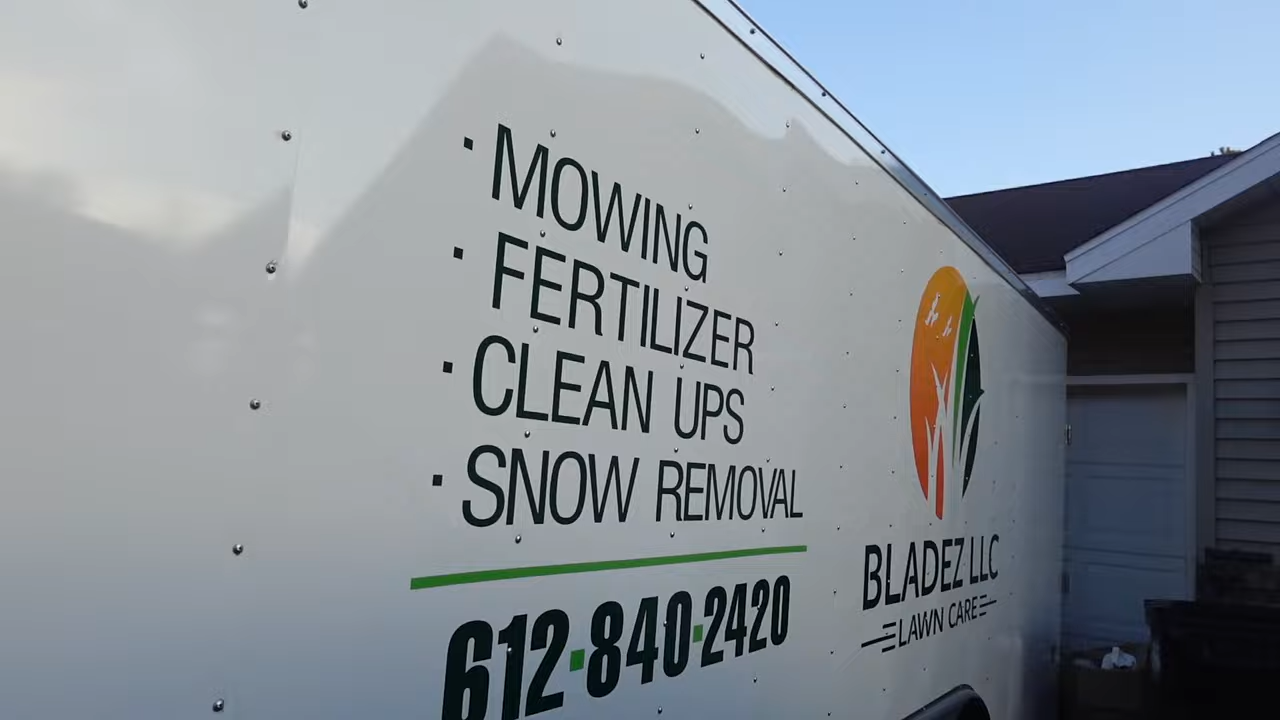 · MOWING
· FERTILIZER
· CLEAN UPS
· SNOW REMOVAL
612·840·2420
BLADEZ LLC
LAWN CARE